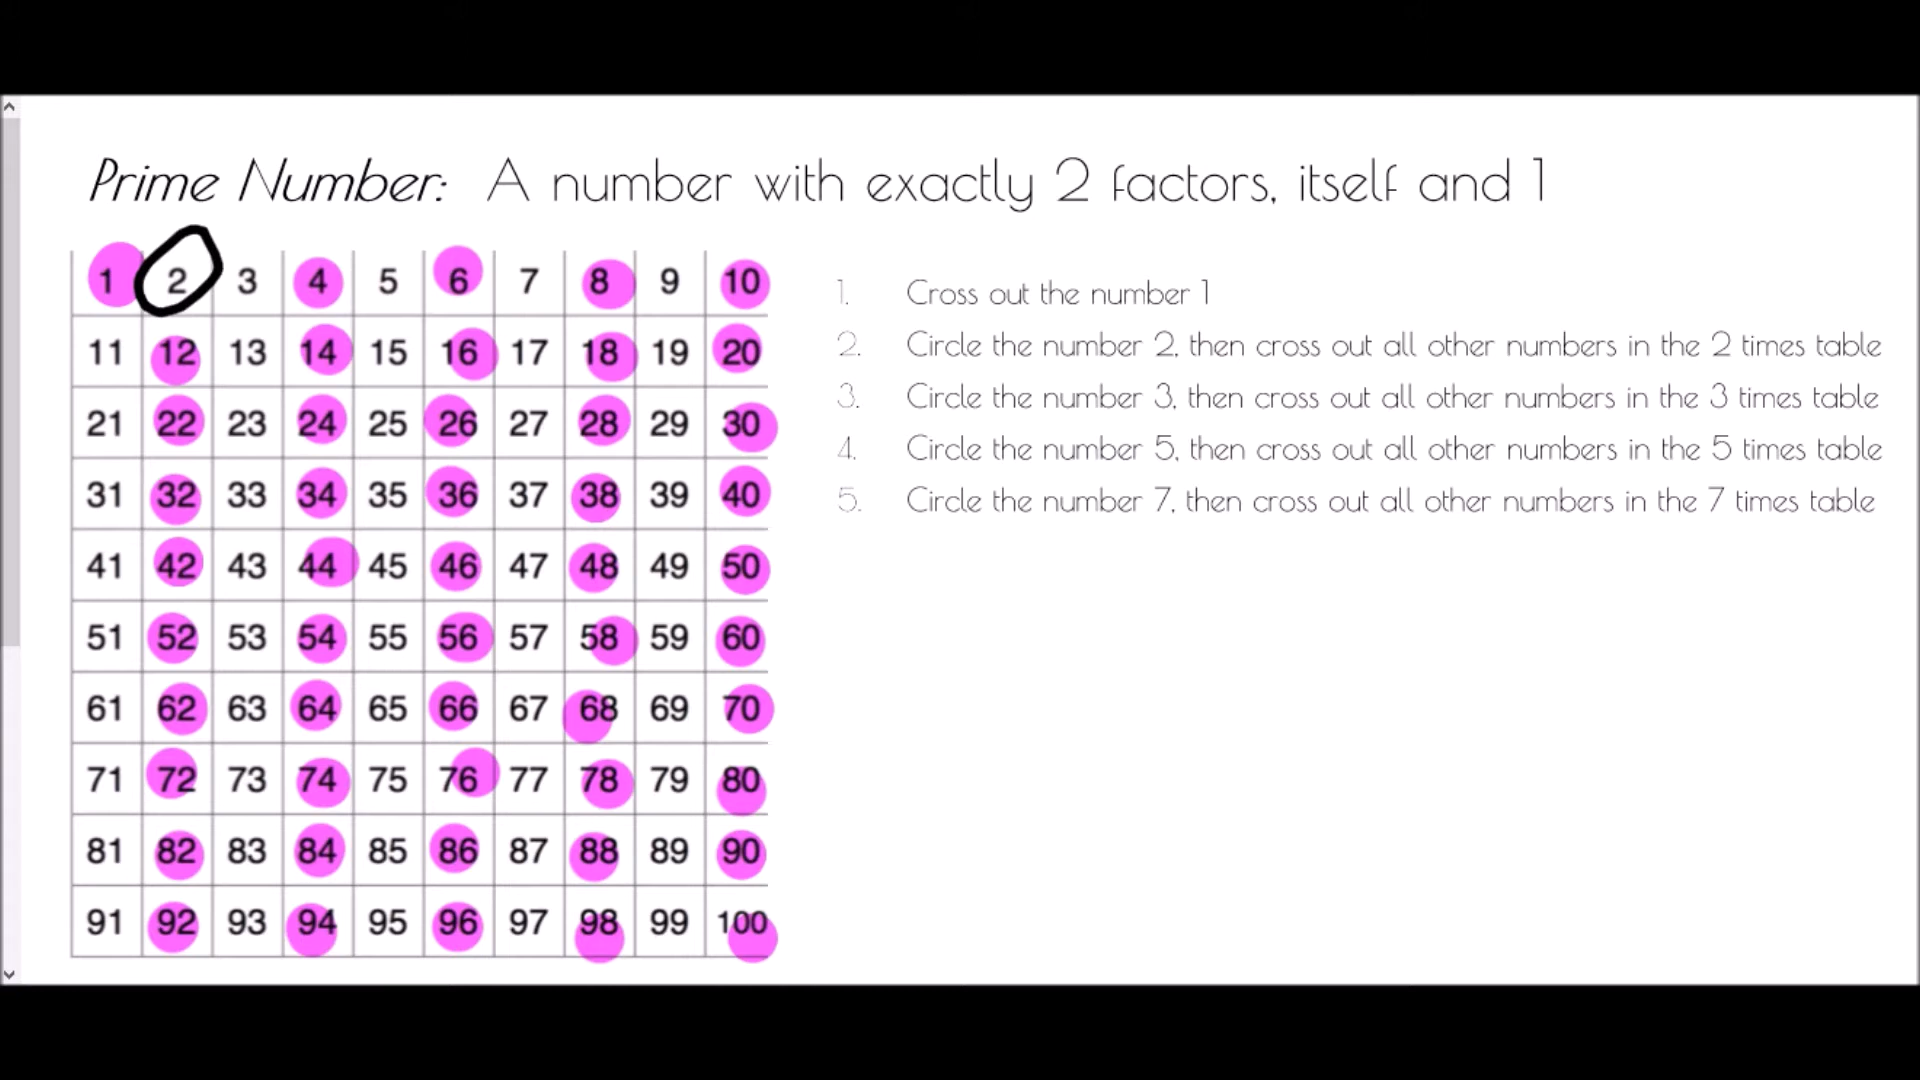 Prime Number: A number with exactly 2 factors, itself and 1
1 2 3 4 5 6 7 8 9 10
11 12 13 14 15 16 17 18 19 20
21 22 23 24 25 26 27 28 29 30
31 32 33 34 35 36 37 38 39 40
41 42 43 44 45 46 47 48 49 50
51 52 53 54 55 56 57 58 59 60
61 62 63 64 65 66 67 68 69 70
71 72 73 74 75 76 77 78 79 80
81 82 83 84 85 86 87 88 89 90
91 92 93 94 95 96 97 98 99 100
1. Cross out the number 1
2. Circle the number 2, then cross out all other numbers in the 2 times table
3. Circle the number 3, then cross out all other numbers in the 3 times table
4. Circle the number 5, then cross out all other numbers in the 5 times table
5. Circle the number 7, then cross out all other numbers in the 7 times table